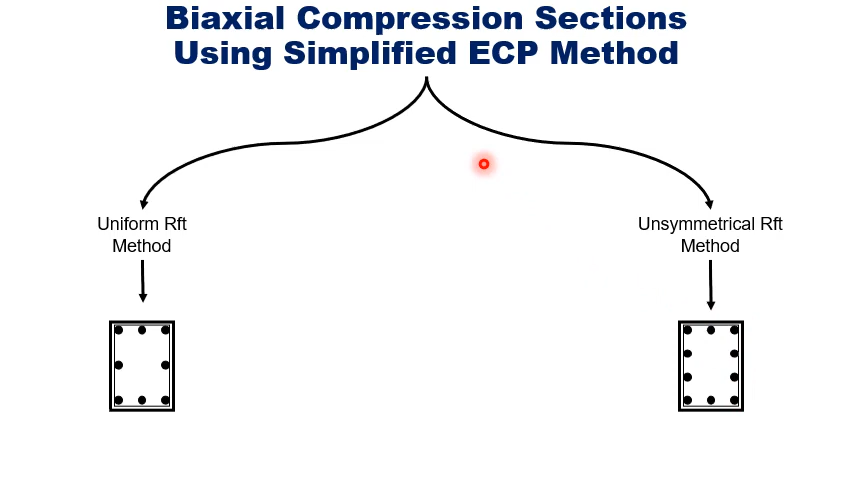 Biaxial Compression Sections
Using Simplified ECP Method
Uniform Rft
Method
Unsymmetrical Rft
Method